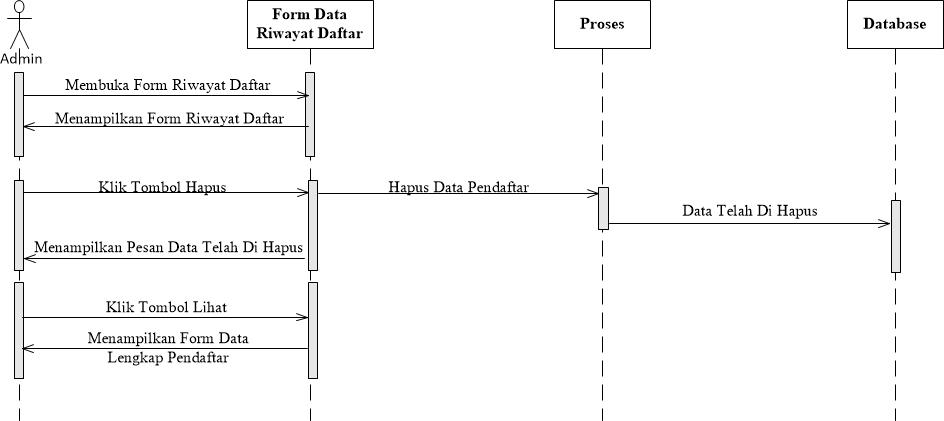 Form Data
Riwayat Daftar
Proses
Database
Admin
Membuka Form Riwayat Daftar
Menampilkan Form Riwayat Daftar
Klik Tombol Hapus
Hapus Data Pendaftar
Data Telah Di Hapus
Menampilkan Pesan Data Telah Di Hapus
Klik Tombol Lihat
Menampilkan Form Data
Lengkap Pendaftar